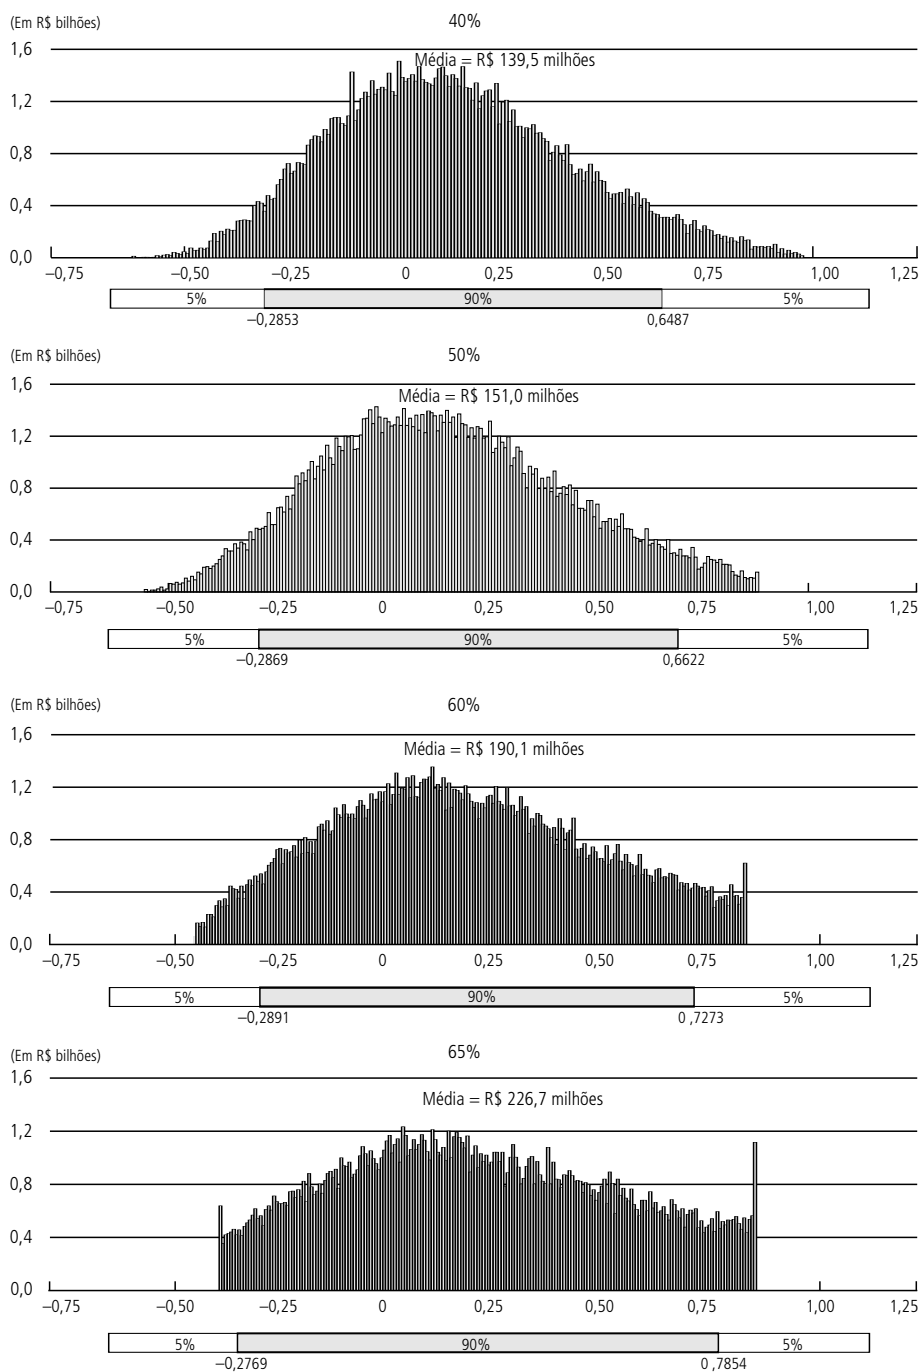 (Em R$ bilhões)
40%
1,6
Média = R$ 139,5 milhões
1,2
0,8
0,4
0,0
–0,75 –0,50 –0,25 0 0,25 0,50 0,75 1,00 1,25
5% 90% 5%
–0,2853 0,6487
(Em R$ bilhões)
50%
1,6
Média = R$ 151,0 milhões
1,2
0,8
0,4
0,0
–0,75 –0,50 –0,25 0 0,25 0,50 0,75 1,00 1,25
5% 90% 5%
–0,2869 0,6622
(Em R$ bilhões)
60%
1,6
Média = R$ 190,1 milhões
1,2
0,8
0,4
0,0
–0,75 –0,50 –0,25 0 0,25 0,50 0,75 1,00 1,25
5% 90% 5%
–0,2891 0 ,7273
(Em R$ bilhões)
65%
1,6
Média = R$ 226,7 milhões
1,2
0,8
0,4
0,0
–0,75 –0,50 –0,25 0 0,25 0,50 0,75 1,00 1,25
5% 90% 5%
–0,2769 0 ,7854